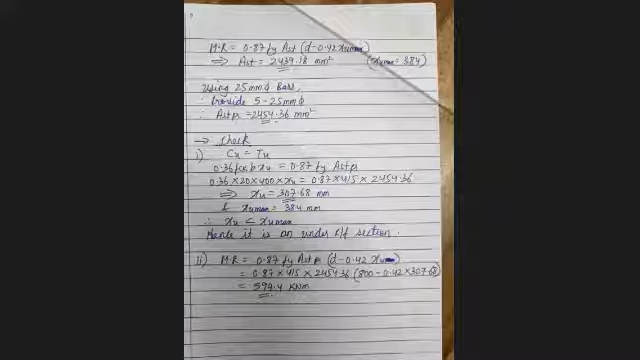 M·R = 0.87 fy Ast (d-0.42 xumax)
⇒ Ast = 2439.18 mm² (xumax = 384)
Using 25mmϕ Bars,
∴ Provide 5-25mmϕ
∴ Astpr = 2454.36 mm²
→ Check
i) Cu = Tu
0.36 fck b xu = 0.87 fy Astpr
0.36×20×400×xu = 0.87×415×2454.36
⇒ xu = 307.68 mm
& xumax = 384 mm
∴ xu < xumax
Hence it is an under R/f section.
ii) M·R = 0.87 fy Astpr (d-0.42 xu)
= 0.87×415×2454.36 (800-0.42×307.68)
= 594.4 KNm